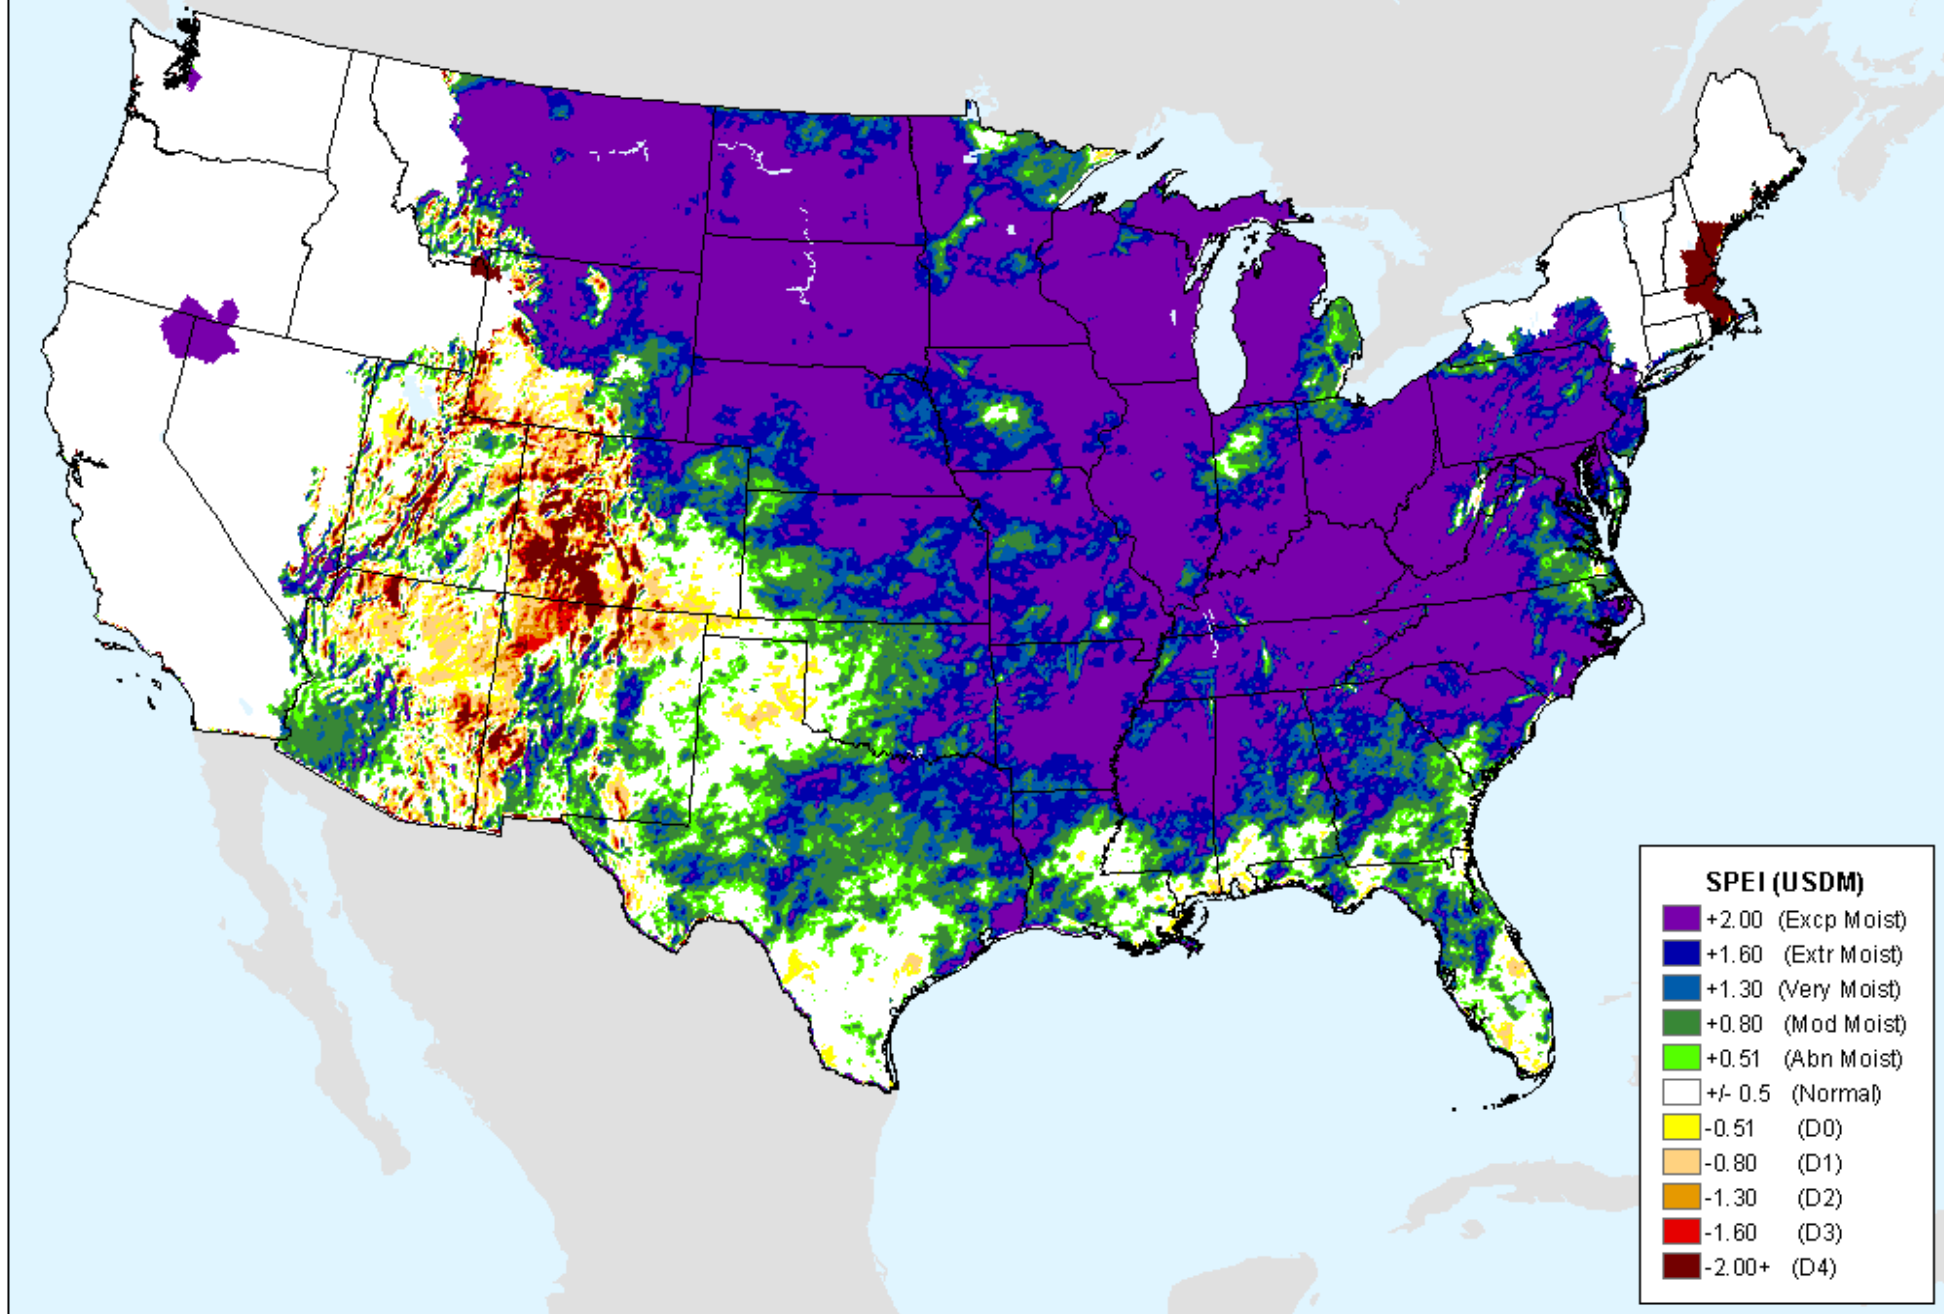 SPEI (USDM)
+2.00 (Excp Moist)
+1.60 (Extr Moist)
+1.30 (Very Moist)
+0.80 (Mod Moist)
+0.51 (Abn Moist)
+/- 0.5 (Normal)
-0.51 (D0)
-0.80 (D1)
-1.30 (D2)
-1.60 (D3)
-2.00+ (D4)